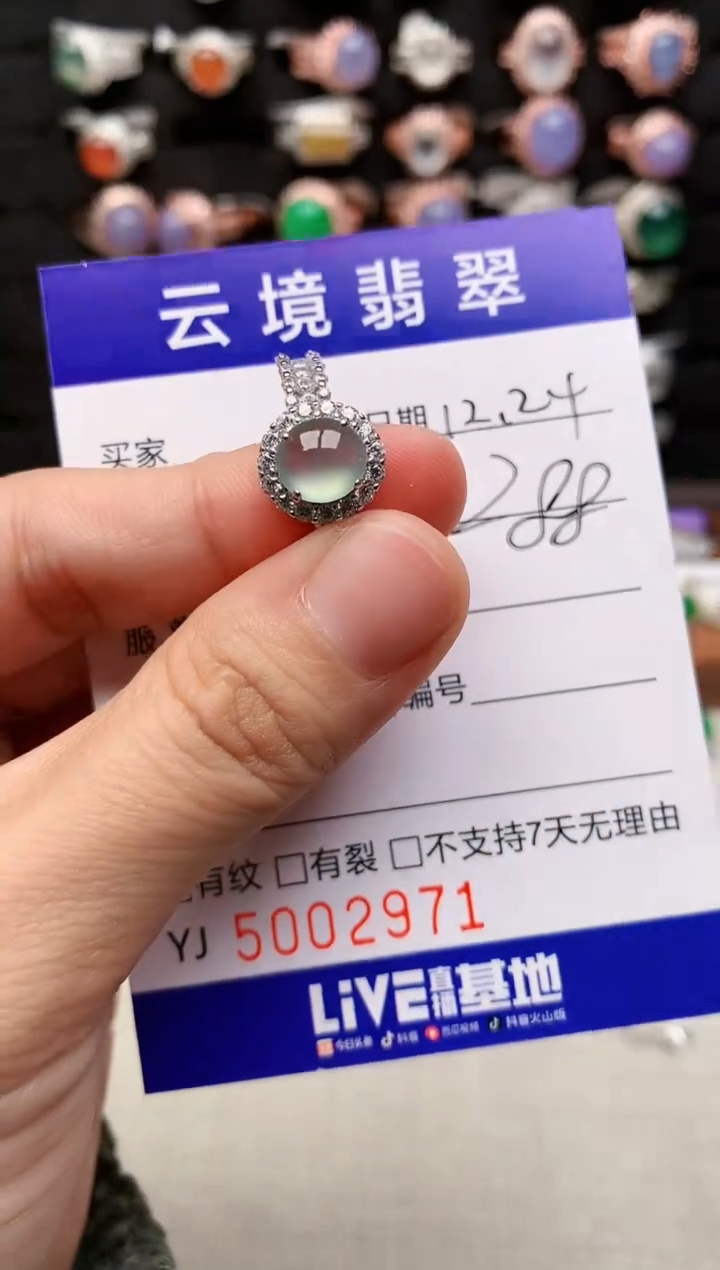 云境翡翠
买家 日期 12.24
288
服
编号
有纹 □有裂 □不支持7天无理由
YJ 5002971
LiVE直播基地
今日头条 抖音 西瓜视频 抖音火山版